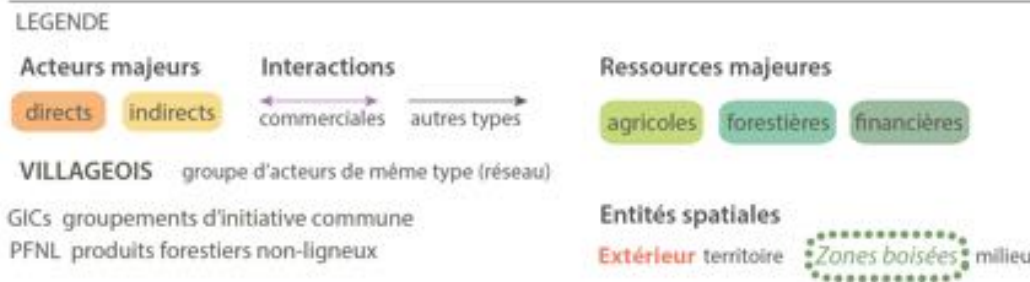 LEGENDE
Acteurs majeurs
directs indirects
Interactions
commerciales autres types
VILLAGEOIS groupe d'acteurs de même type (réseau)
GICs groupements d'initiative commune
PFNL produits forestiers non-ligneux
Ressources majeures
agricoles forestières financières
Entités spatiales
Extérieur territoire Zones boisées milieu